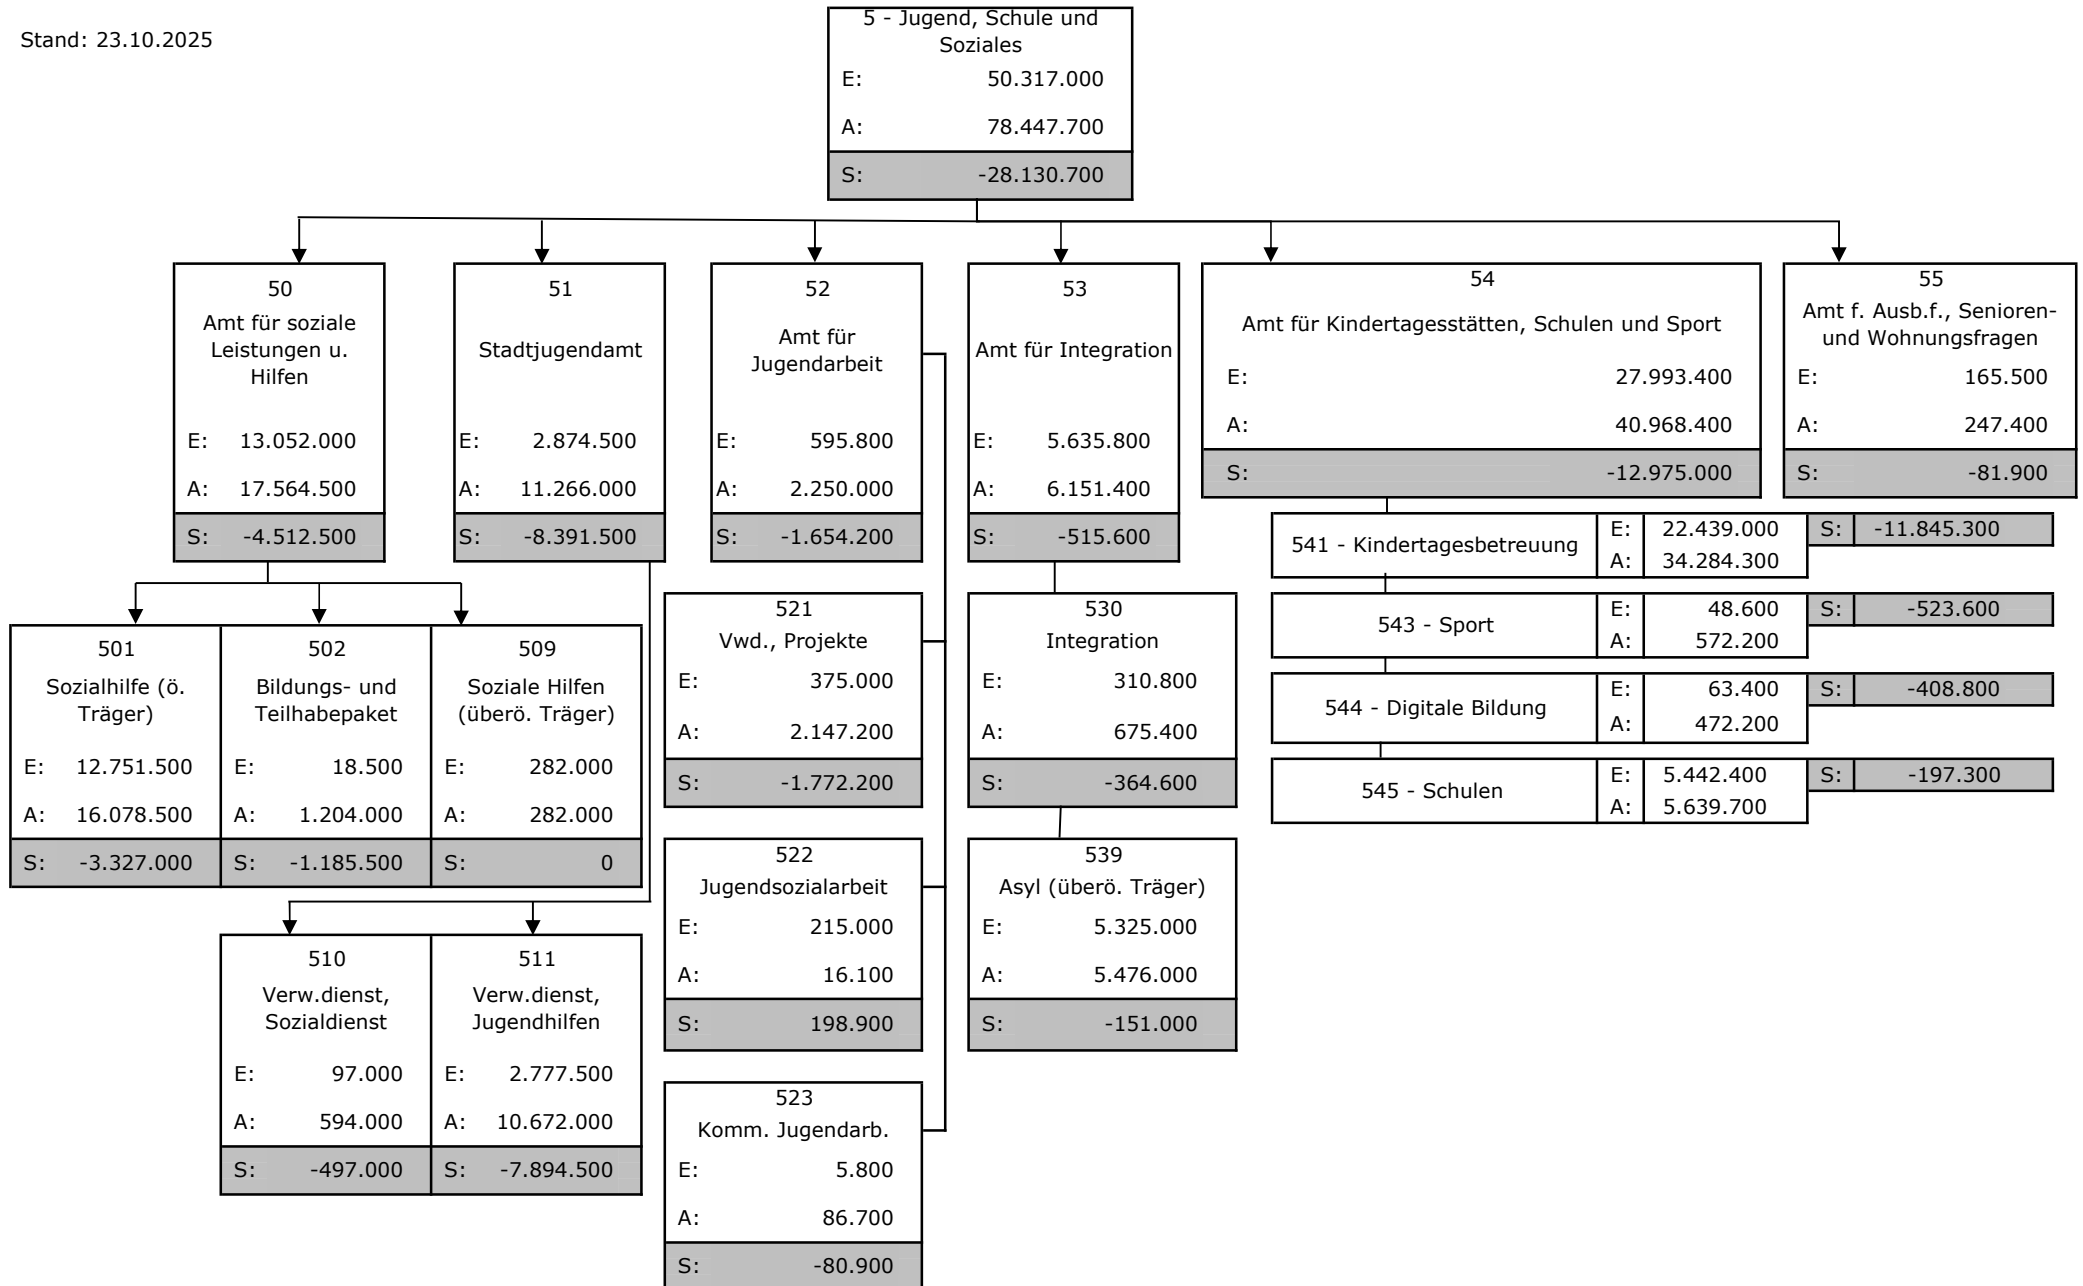 Stand: 23.10.2025
5 - Jugend, Schule und
Soziales
E: 50.317.000
A: 78.447.700
S: -28.130.700
50
Amt für soziale
Leistungen u.
Hilfen
E: 13.052.000
A: 17.564.500
S: -4.512.500
51
Stadtjugendamt
E: 2.874.500
A: 11.266.000
S: -8.391.500
52
Amt für
Jugendarbeit
E: 595.800
A: 2.250.000
S: -1.654.200
53
Amt für Integration
E: 5.635.800
A: 6.151.400
S: -515.600
54
Amt für Kindertagesstätten, Schulen und Sport
E: 27.993.400
A: 40.968.400
S: -12.975.000
55
Amt f. Ausb.f., Senioren-
und Wohnungsfragen
E: 165.500
A: 247.400
S: -81.900
501
Sozialhilfe (ö.
Träger)
E: 12.751.500
A: 16.078.500
S: -3.327.000
502
Bildungs- und
Teilhabepaket
E: 18.500
A: 1.204.000
S: -1.185.500
509
Soziale Hilfen
(überö. Träger)
E: 282.000
A: 282.000
S: 0
510
Verw.dienst,
Sozialdienst
E: 97.000
A: 594.000
S: -497.000
511
Verw.dienst,
Jugendhilfen
E: 2.777.500
A: 10.672.000
S: -7.894.500
521
Vwd., Projekte
E: 375.000
A: 2.147.200
S: -1.772.200
522
Jugendsozialarbeit
E: 215.000
A: 16.100
S: 198.900
523
Komm. Jugendarb.
E: 5.800
A: 86.700
S: -80.900
530
Integration
E: 310.800
A: 675.400
S: -364.600
539
Asyl (überö. Träger)
E: 5.325.000
A: 5.476.000
S: -151.000
541 - Kindertagesbetreuung
E: 22.439.000 S: -11.845.300
A: 34.284.300
543 - Sport
E: 48.600 S: -523.600
A: 572.200
544 - Digitale Bildung
E: 63.400 S: -408.800
A: 472.200
545 - Schulen
E: 5.442.400 S: -197.300
A: 5.639.700